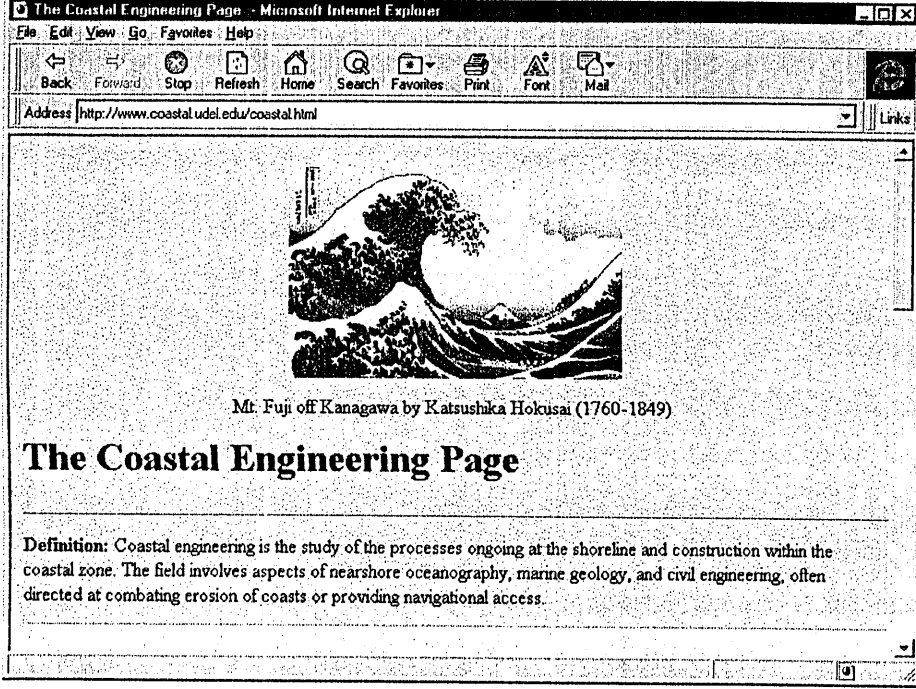 The Coastal Engineering Page - Microsoft Internet Explorer
File Edit View Go Favorites Help
Back Forward Stop Refresh Home Search Favorites Print Font Mail
Address http://www.coastal.udel.edu/coastal.html Links
Mt. Fuji off Kanagawa by Katsushika Hokusai (1760-1849)
The Coastal Engineering Page
Definition: Coastal engineering is the study of the processes ongoing at the shoreline and construction within the
coastal zone. The field involves aspects of nearshore oceanography, marine geology, and civil engineering, often
directed at combating erosion of coasts or providing navigational access.